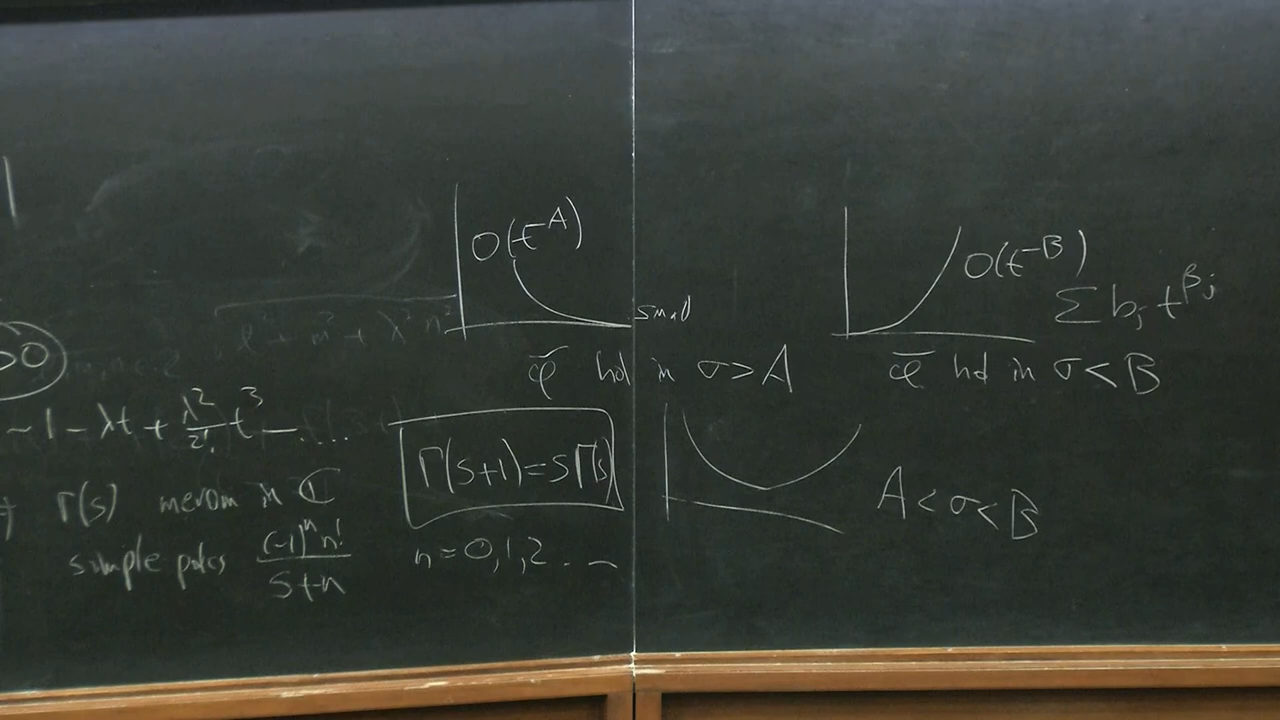 >0
~ 1 - λt + λ²/2! t³ - ....
Γ(s) merom in ℂ
simple poles (-1)ⁿ n! / s+n
n = 0,1,2 ...
Γ(s+1) = sΓ(s)
O(t^-A)
small
φ̃ hol in σ > A
O(t^-B)
Σ b_j t^β_j
φ̃ hol in σ < B
A < σ < B